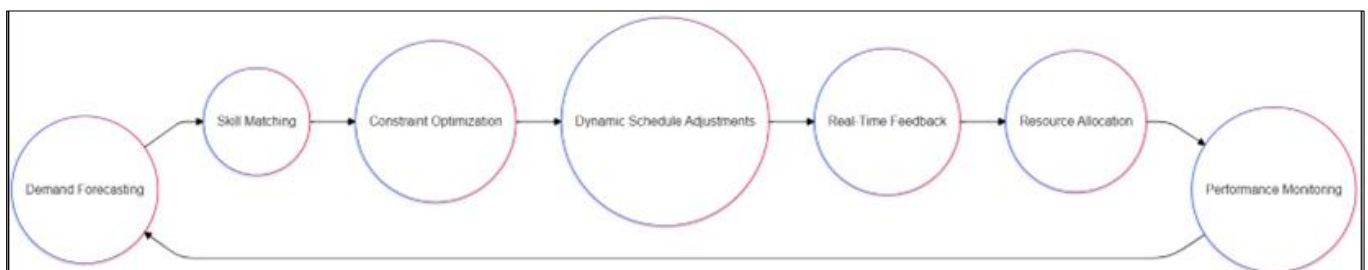 Demand Forecasting
Skill Matching
Constraint Optimization
Dynamic Schedule Adjustments
Real-Time Feedback
Resource Allocation
Performance Monitoring